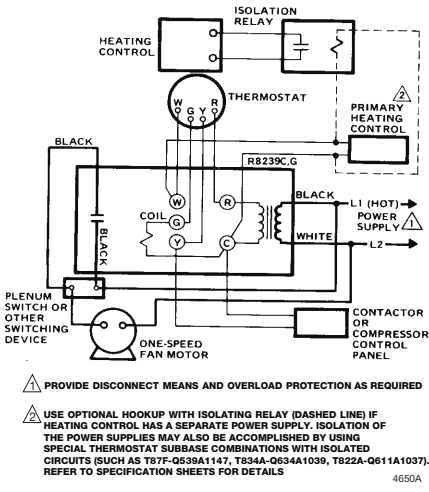 ISOLATION
RELAY
HEATING
CONTROL
THERMOSTAT
W G Y R
2
PRIMARY
HEATING
CONTROL
BLACK
R8239C,G
W
R
BLACK
L1 (HOT)
COIL
G
POWER
SUPPLY
1
BLACK
Y
C
WHITE
L2
PLENUM
SWITCH OR
OTHER
SWITCHING
DEVICE
ONE-SPEED
FAN MOTOR
CONTACTOR
OR
COMPRESSOR
CONTROL
PANEL
1 PROVIDE DISCONNECT MEANS AND OVERLOAD PROTECTION AS REQUIRED
2 USE OPTIONAL HOOKUP WITH ISOLATING RELAY (DASHED LINE) IF
HEATING CONTROL HAS A SEPARATE POWER SUPPLY. ISOLATION OF
THE POWER SUPPLIES MAY ALSO BE ACCOMPLISHED BY USING
SPECIAL THERMOSTAT SUBBASE COMBINATIONS WITH ISOLATED
CIRCUITS (SUCH AS T87F-Q539A1147, T834A-Q634A1039, T822A-Q611A1037).
REFER TO SPECIFICATION SHEETS FOR DETAILS
4650A